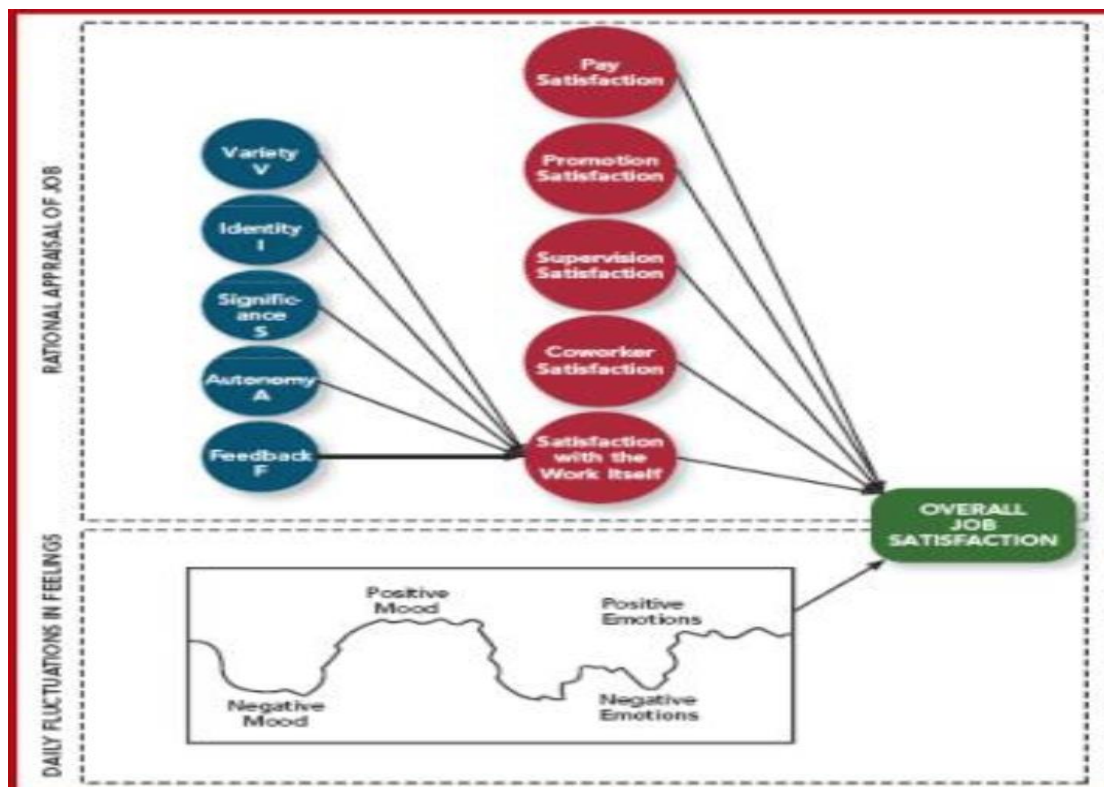 RATIONAL APPRAISAL OF JOB
Variety
V
Identity
I
Signific-
ance
S
Autonomy
A
Feedback
F
Pay
Satisfaction
Promotion
Satisfaction
Supervision
Satisfaction
Coworker
Satisfaction
Satisfaction
with the
Work Itself
OVERALL
JOB
SATISFACTION
DAILY FLUCTUATIONS IN FEELINGS
Positive
Mood
Negative
Mood
Positive
Emotions
Negative
Emotions